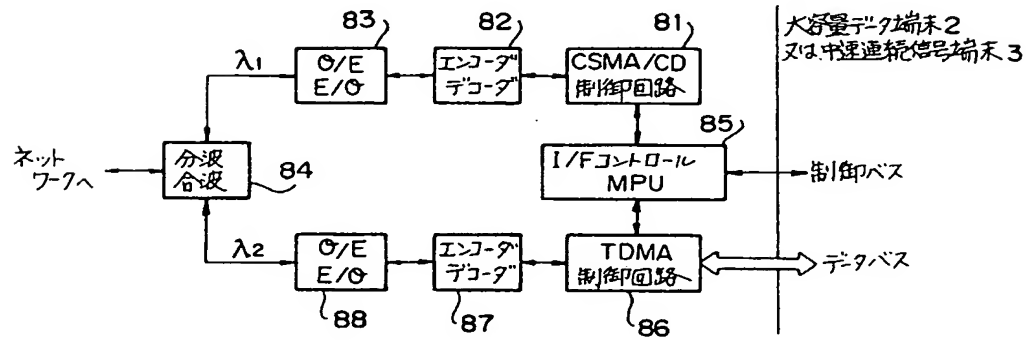 83
82
81
大容量データ端末2
又は中速連続信号端末3
λ1
O/E
E/O
エンコーダ
デコーダ
CSMA/CD
制御回路
85
ネット
ワークへ
分波
合波
84
I/Fコントロール
MPU
制御バス
λ2
O/E
E/O
エンコーダ
デコーダ
TDMA
制御回路
データバス
88
87
86